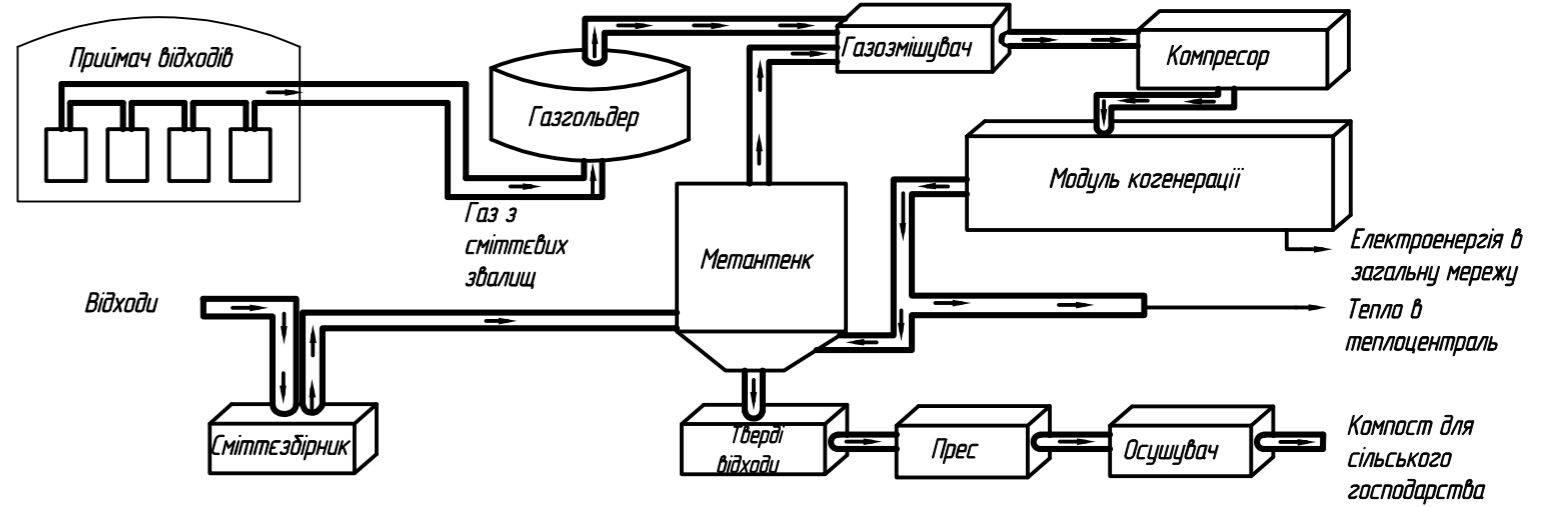 Приймач відходів
Газгольдер
Газозмішувач
Компресор
Модуль когенерації
Газ з
сміттєвих
звалищ
Метантенк
Електроенергія в
загальну мережу
Відходи
Тепло в
теплоцентраль
Сміттєзбірник
Тверді
відходи
Прес
Осушувач
Компост для
сільського
господарства